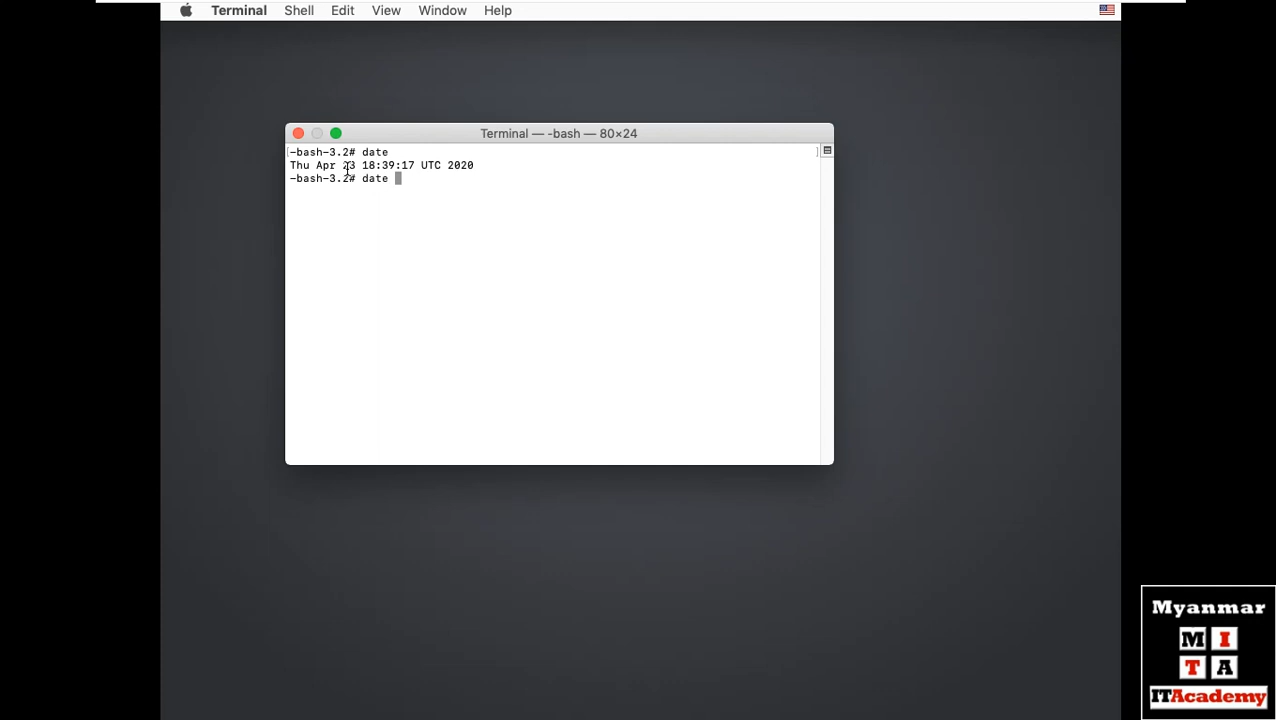 Terminal Shell Edit View Window Help
Terminal — -bash — 80×24
[-bash-3.2# date ]
Thu Apr 23 18:39:17 UTC 2020
-bash-3.2# date
Myanmar
M I
T A
ITAcademy